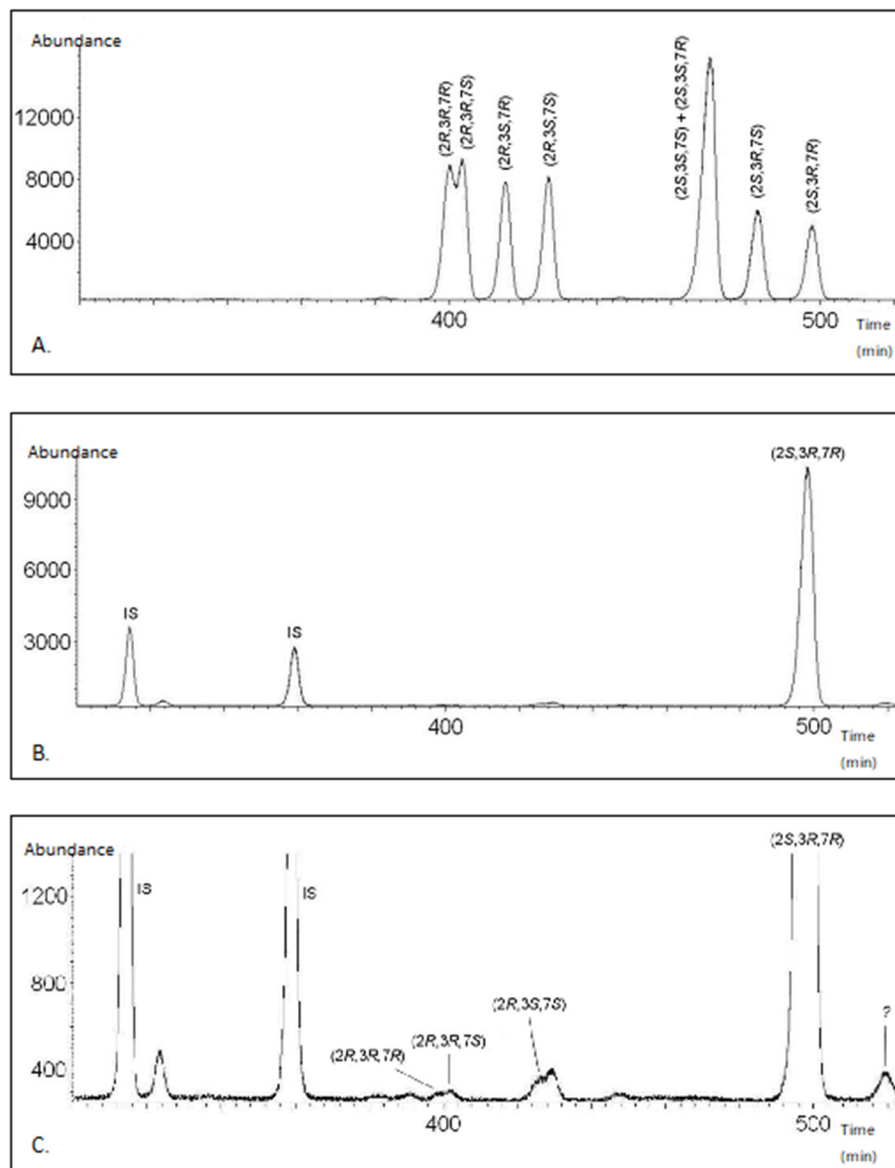 Abundance
12000
8000
4000
(2R,3R,7R)
(2R,3R,7S)
(2R,3S,7R)
(2R,3S,7S)
(2S,3S,7S) + (2S,3S,7R)
(2S,3R,7S)
(2S,3R,7R)
400
500
Time
(min)
A.
Abundance
9000
6000
3000
IS
IS
(2S,3R,7R)
400
500
Time
(min)
B.
Abundance
1200
800
400
IS
IS
(2R,3R,7R)
(2R,3R,7S)
(2R,3S,7S)
(2S,3R,7R)
?
400
500
Time
(min)
C.